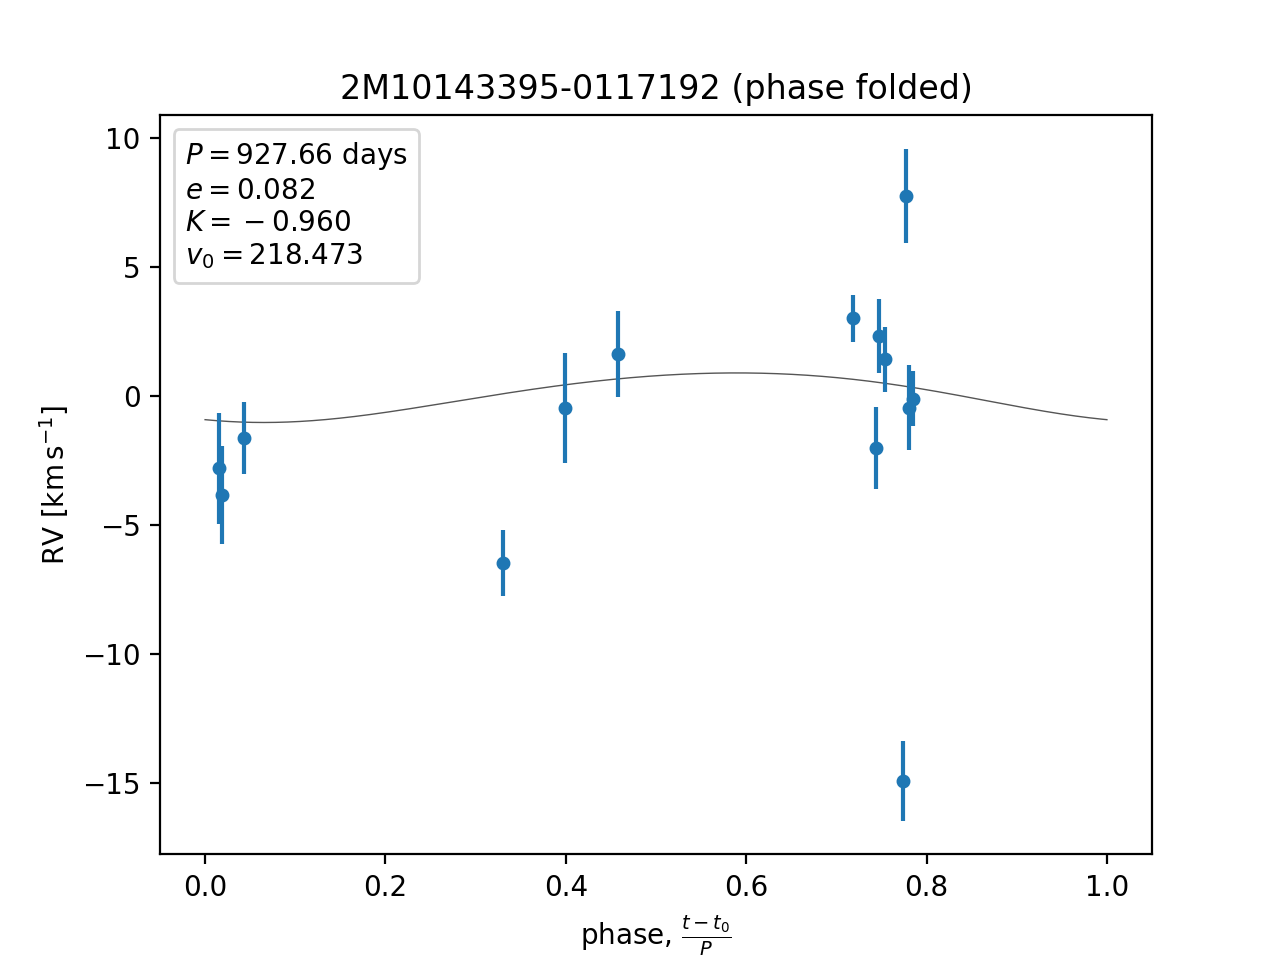 2M10143395-0117192 (phase folded)
P = 927.66 days
e = 0.082
K = −0.960
v₀ = 218.473
RV [km s⁻¹]
10
5
0
−5
−10
−15
0.0 0.2 0.4 0.6 0.8 1.0
phase, (t − t₀)/P